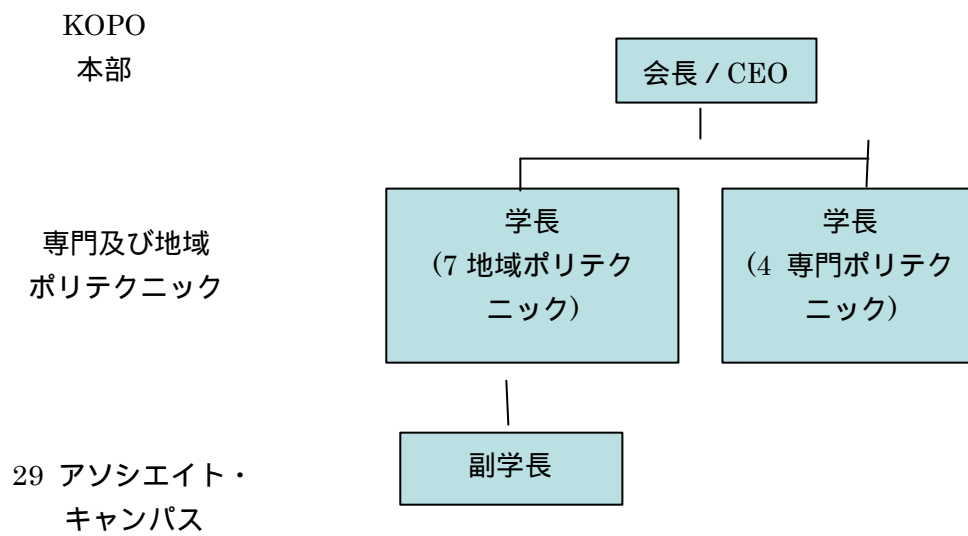 KOPO
本部
会長 / CEO
専門及び地域
ポリテクニック
学長
(7 地域ポリテク
ニック)
学長
(4 専門ポリテク
ニック)
29 アソシエイト・
キャンパス
副学長